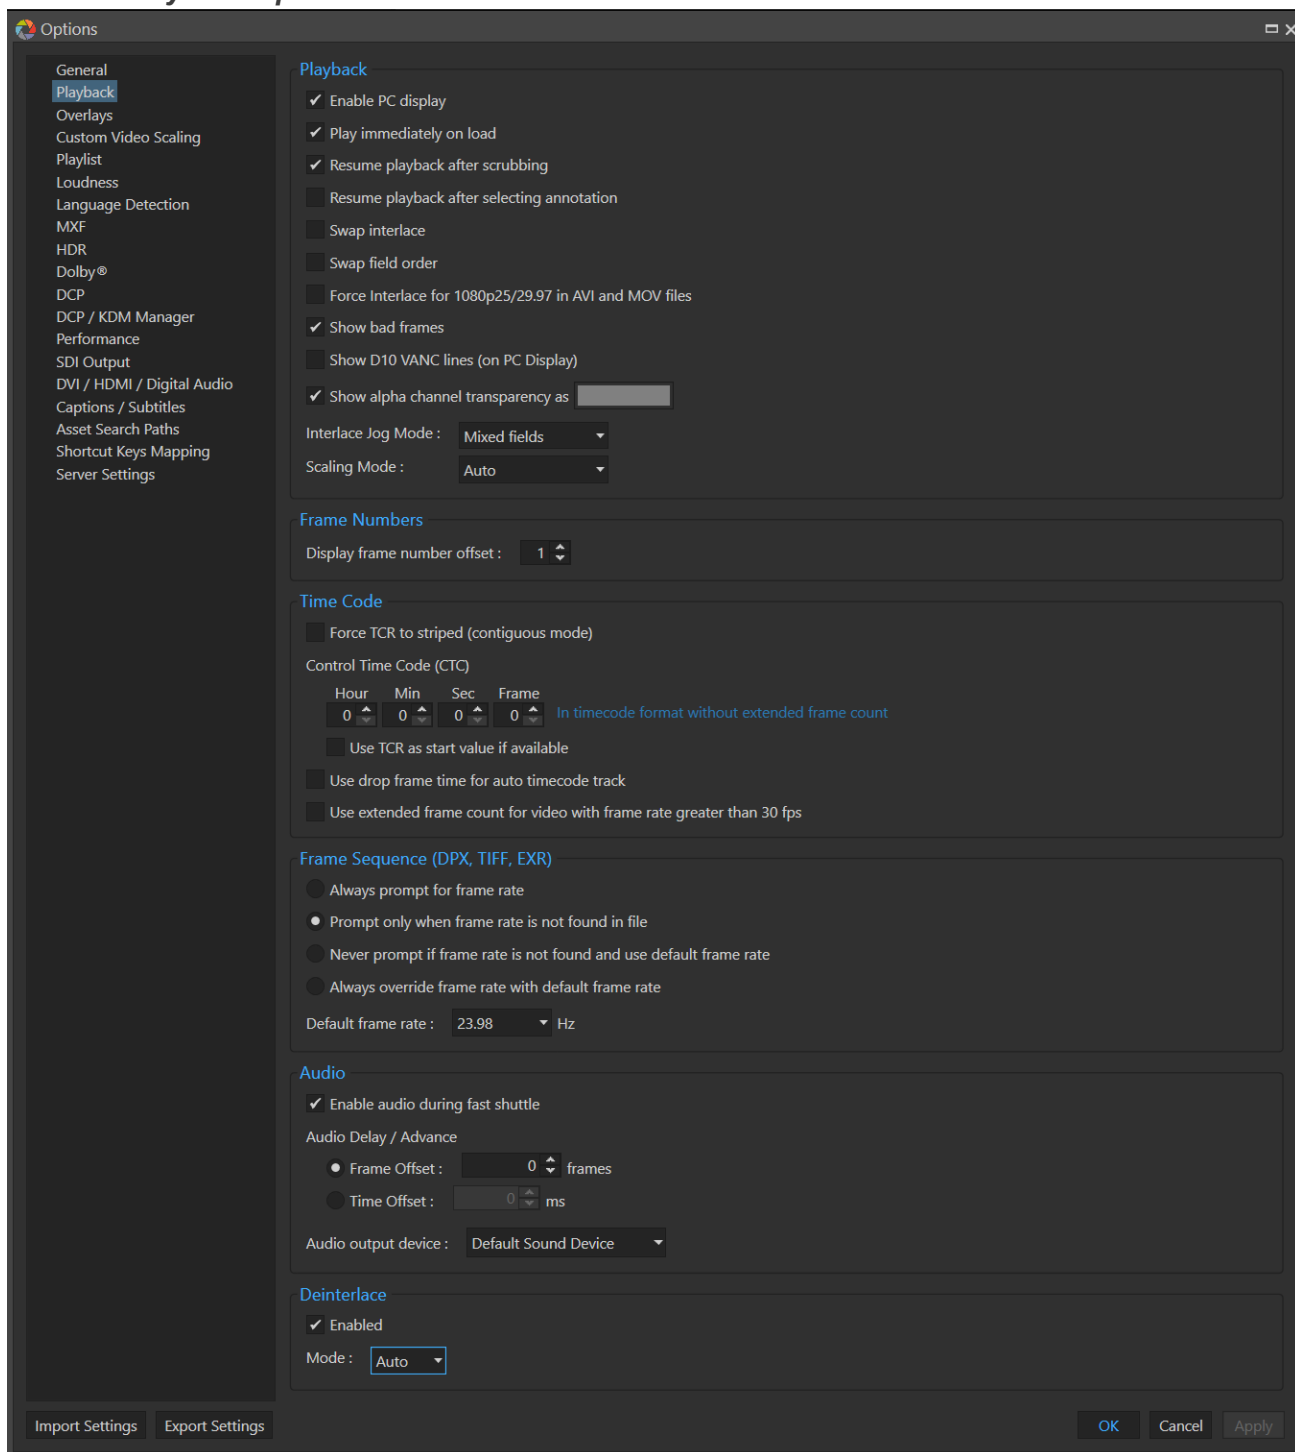 Options
General
Playback
Overlays
Custom Video Scaling
Playlist
Loudness
Language Detection
MXF
HDR
Dolby®
DCP
DCP / KDM Manager
Performance
SDI Output
DVI / HDMI / Digital Audio
Captions / Subtitles
Asset Search Paths
Shortcut Keys Mapping
Server Settings
Playback
Enable PC display
Play immediately on load
Resume playback after scrubbing
Resume playback after selecting annotation
Swap interlace
Swap field order
Force Interlace for 1080p25/29.97 in AVI and MOV files
Show bad frames
Show D10 VANC lines (on PC Display)
Show alpha channel transparency as
Interlace Jog Mode : Mixed fields
Scaling Mode : Auto
Frame Numbers
Display frame number offset : 1
Time Code
Force TCR to striped (contiguous mode)
Control Time Code (CTC)
Hour Min Sec Frame
0 0 0 0 In timecode format without extended frame count
Use TCR as start value if available
Use drop frame time for auto timecode track
Use extended frame count for video with frame rate greater than 30 fps
Frame Sequence (DPX, TIFF, EXR)
Always prompt for frame rate
Prompt only when frame rate is not found in file
Never prompt if frame rate is not found and use default frame rate
Always override frame rate with default frame rate
Default frame rate : 23.98 Hz
Audio
Enable audio during fast shuttle
Audio Delay / Advance
Frame Offset : 0 frames
Time Offset : 0 ms
Audio output device : Default Sound Device
Deinterlace
Enabled
Mode : Auto
Import Settings Export Settings OK Cancel Apply